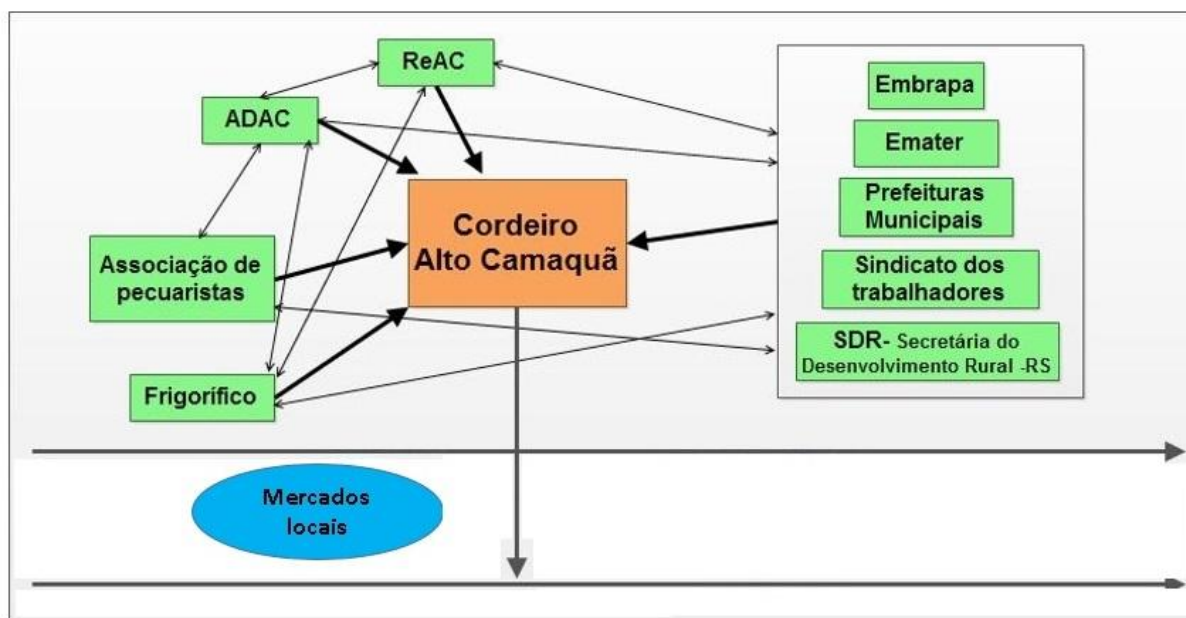 ReAC
ADAC
Associação de
pecuaristas
Frigorífico
Cordeiro
Alto Camaquã
Embrapa
Emater
Prefeituras
Municipais
Sindicato dos
trabalhadores
SDR- Secretária do
Desenvolvimento Rural -RS
Mercados
locais